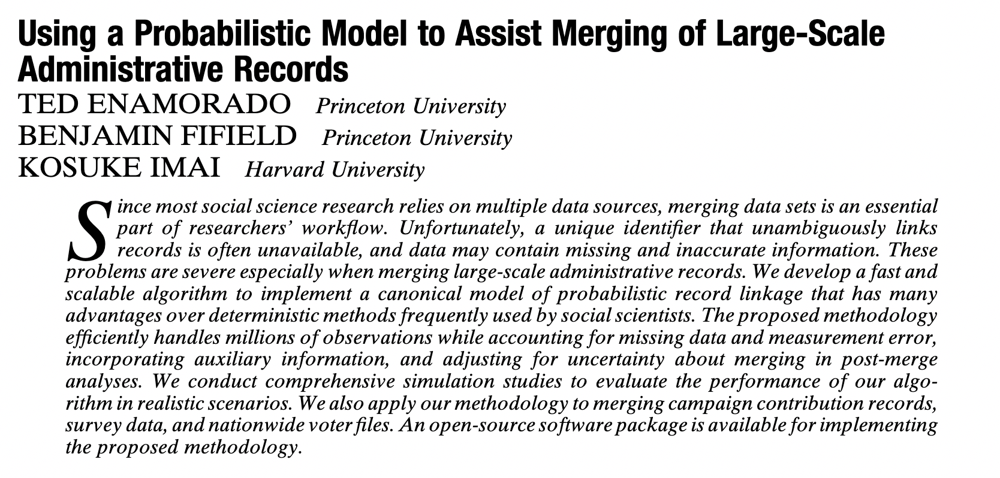 Using a Probabilistic Model to Assist Merging of Large-Scale
Administrative Records
TED ENAMORADO Princeton University
BENJAMIN FIFIELD Princeton University
KOSUKE IMAI Harvard University
Since most social science research relies on multiple data sources, merging data sets is an essential
part of researchers’ workflow. Unfortunately, a unique identifier that unambiguously links
records is often unavailable, and data may contain missing and inaccurate information. These
problems are severe especially when merging large-scale administrative records. We develop a fast and
scalable algorithm to implement a canonical model of probabilistic record linkage that has many
advantages over deterministic methods frequently used by social scientists. The proposed methodology
efficiently handles millions of observations while accounting for missing data and measurement error,
incorporating auxiliary information, and adjusting for uncertainty about merging in post-merge
analyses. We conduct comprehensive simulation studies to evaluate the performance of our algo-
rithm in realistic scenarios. We also apply our methodology to merging campaign contribution records,
survey data, and nationwide voter files. An open-source software package is available for implementing
the proposed methodology.